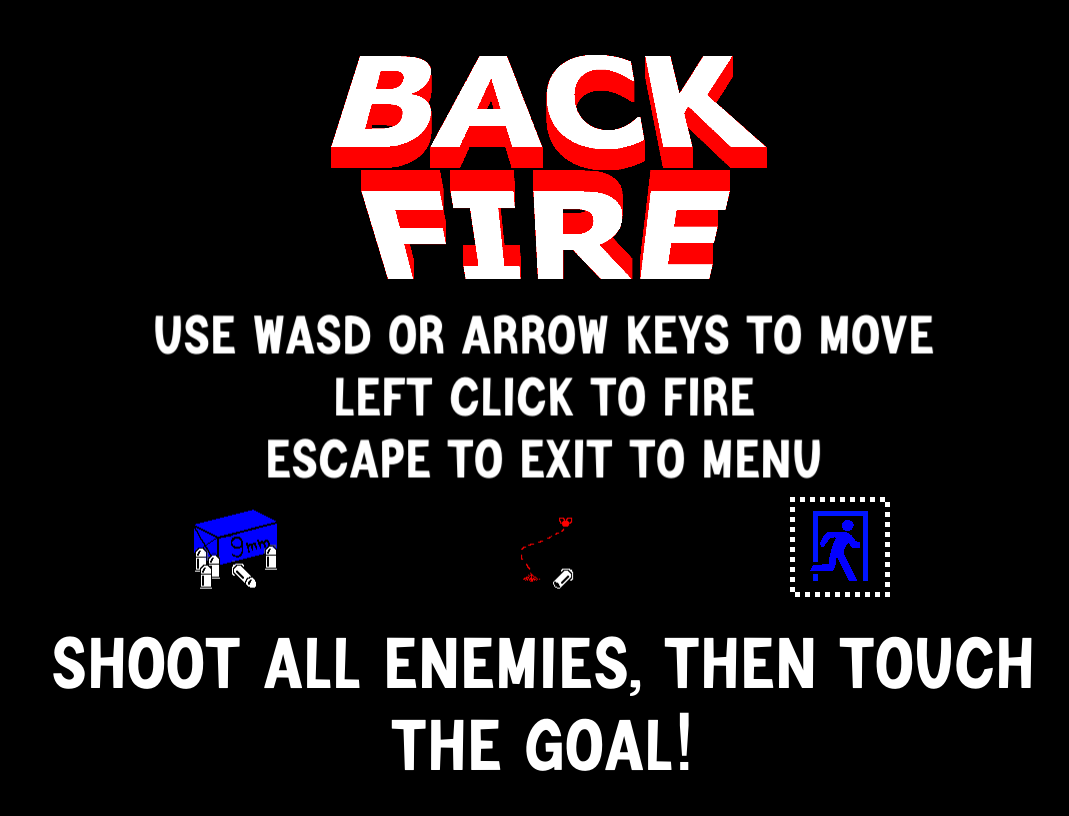 BACK
FIRE
USE WASD OR ARROW KEYS TO MOVE
LEFT CLICK TO FIRE
ESCAPE TO EXIT TO MENU
9mm
SHOOT ALL ENEMIES, THEN TOUCH
THE GOAL!